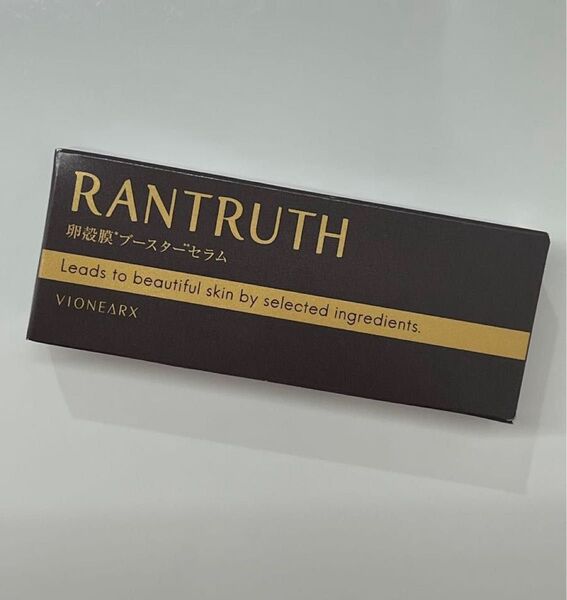 RANTRUTH
卵殻膜*ブースター*セラム
Leads to beautiful skin by selected ingredients.
VIONEARX